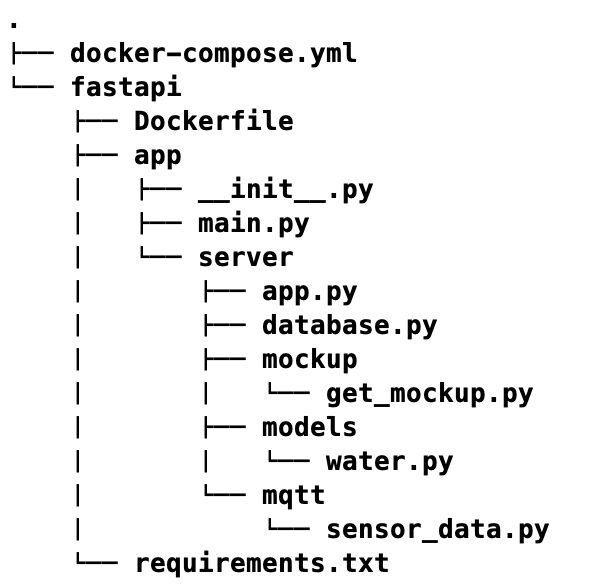 .
├── docker-compose.yml
└── fastapi
    ├── Dockerfile
    ├── app
    │   ├── __init__.py
    │   ├── main.py
    │   └── server
    │       ├── app.py
    │       ├── database.py
    │       ├── mockup
    │       │   └── get_mockup.py
    │       ├── models
    │       │   └── water.py
    │       └── mqtt
    │           └── sensor_data.py
    └── requirements.txt